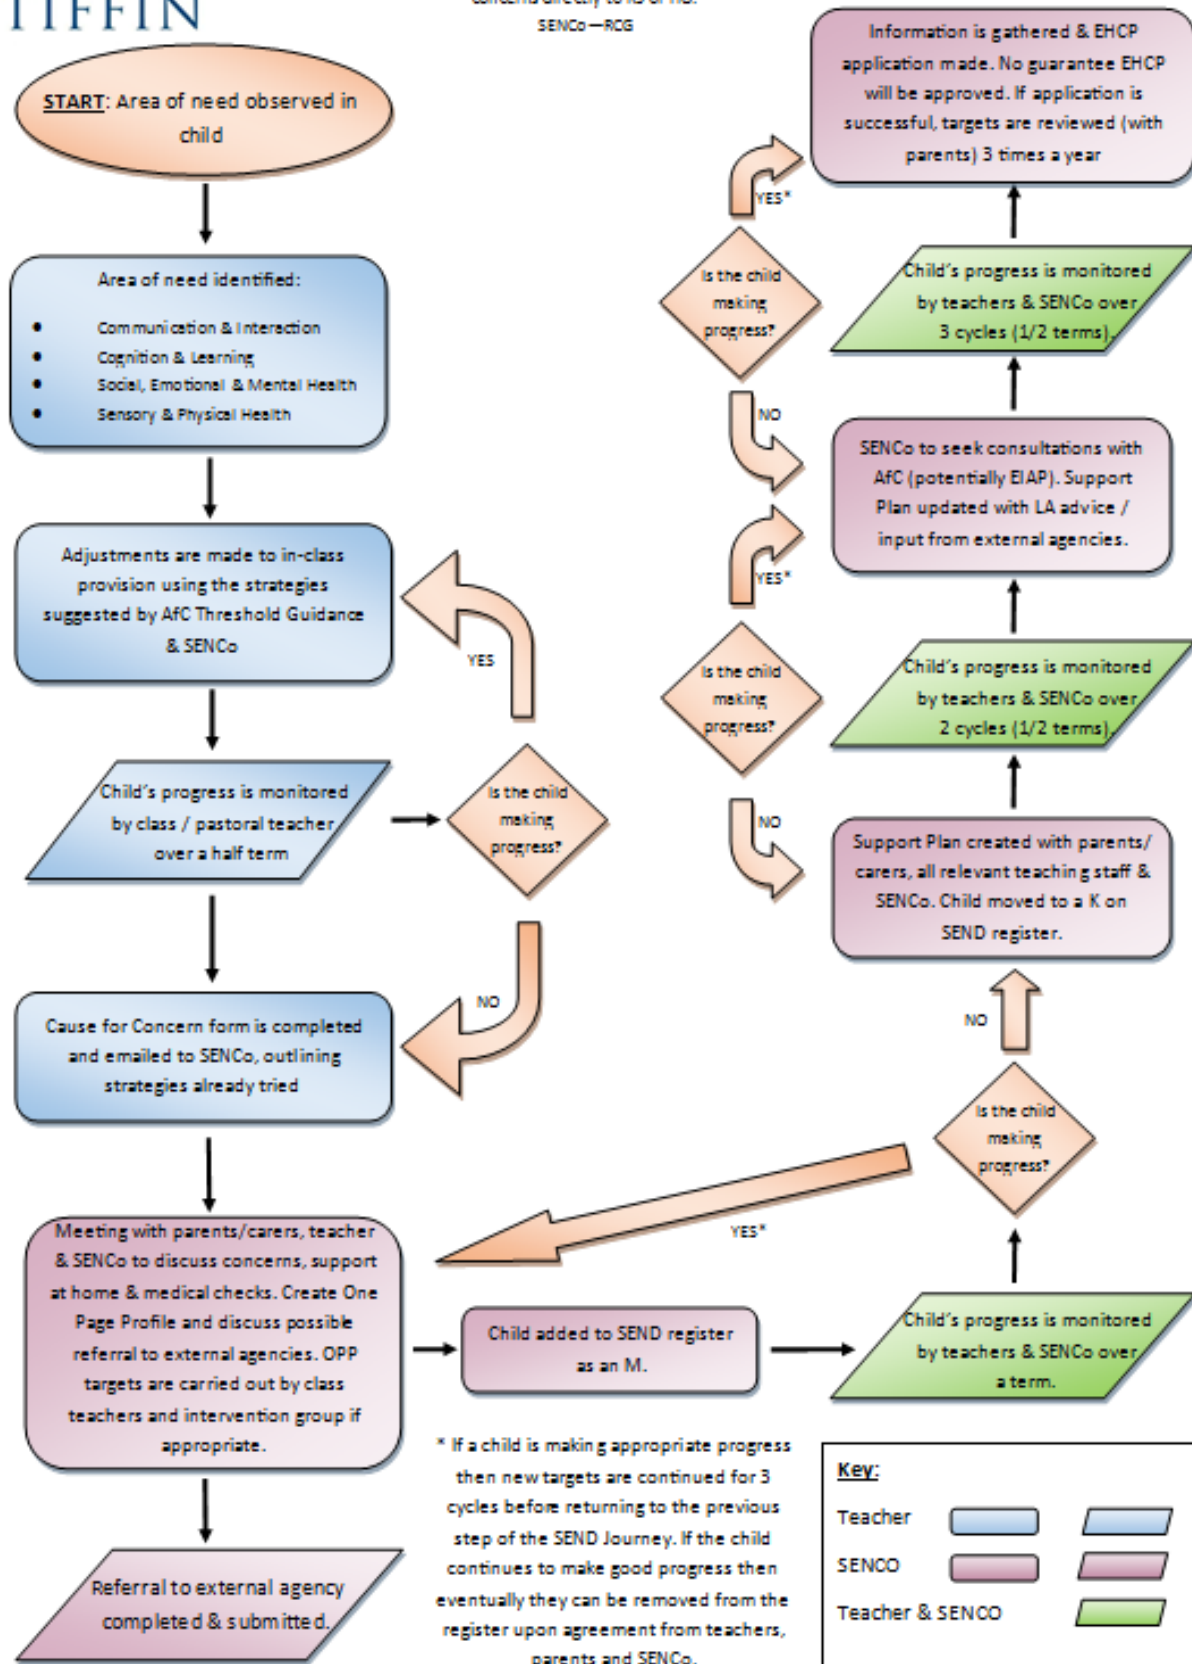 TIFFIN
SENCo—RCG
START: Area of need observed in
child
Area of need identified:
• Communication & Interaction
• Cognition & Learning
• Social, Emotional & Mental Health
• Sensory & Physical Health
Adjustments are made to in-class
provision using the strategies
suggested by AfC Threshold Guidance
& SENCo
YES
Child's progress is monitored
by class / pastoral teacher
over a half term
Is the child
making
progress?
NO
Cause for Concern form is completed
and emailed to SENCo, outlining
strategies already tried
Meeting with parents/carers, teacher
& SENCo to discuss concerns, support
at home & medical checks. Create One
Page Profile and discuss possible
referral to external agencies. OPP
targets are carried out by class
teachers and intervention group if
appropriate.
Referral to external agency
completed & submitted.
Child added to SEND register
as an M.
Child's progress is monitored
by teachers & SENCo over
a term.
Is the child
making
progress?
YES*
NO
Support Plan created with parents/
carers, all relevant teaching staff &
SENCo. Child moved to a K on
SEND register.
Child's progress is monitored
by teachers & SENCo over
2 cycles (1/2 terms).
Is the child
making
progress?
YES*
NO
SENCo to seek consultations with
AfC (potentially EIAP). Support
Plan updated with LA advice /
input from external agencies.
Child's progress is monitored
by teachers & SENCo over
3 cycles (1/2 terms).
Is the child
making
progress?
YES*
NO
Information is gathered & EHCP
application made. No guarantee EHCP
will be approved. If application is
successful, targets are reviewed (with
parents) 3 times a year
* If a child is making appropriate progress
then new targets are continued for 3
cycles before returning to the previous
step of the SEND Journey. If the child
continues to make good progress then
eventually they can be removed from the
register upon agreement from teachers,
parents and SENCo.
Key:
Teacher
SENCO
Teacher & SENCO